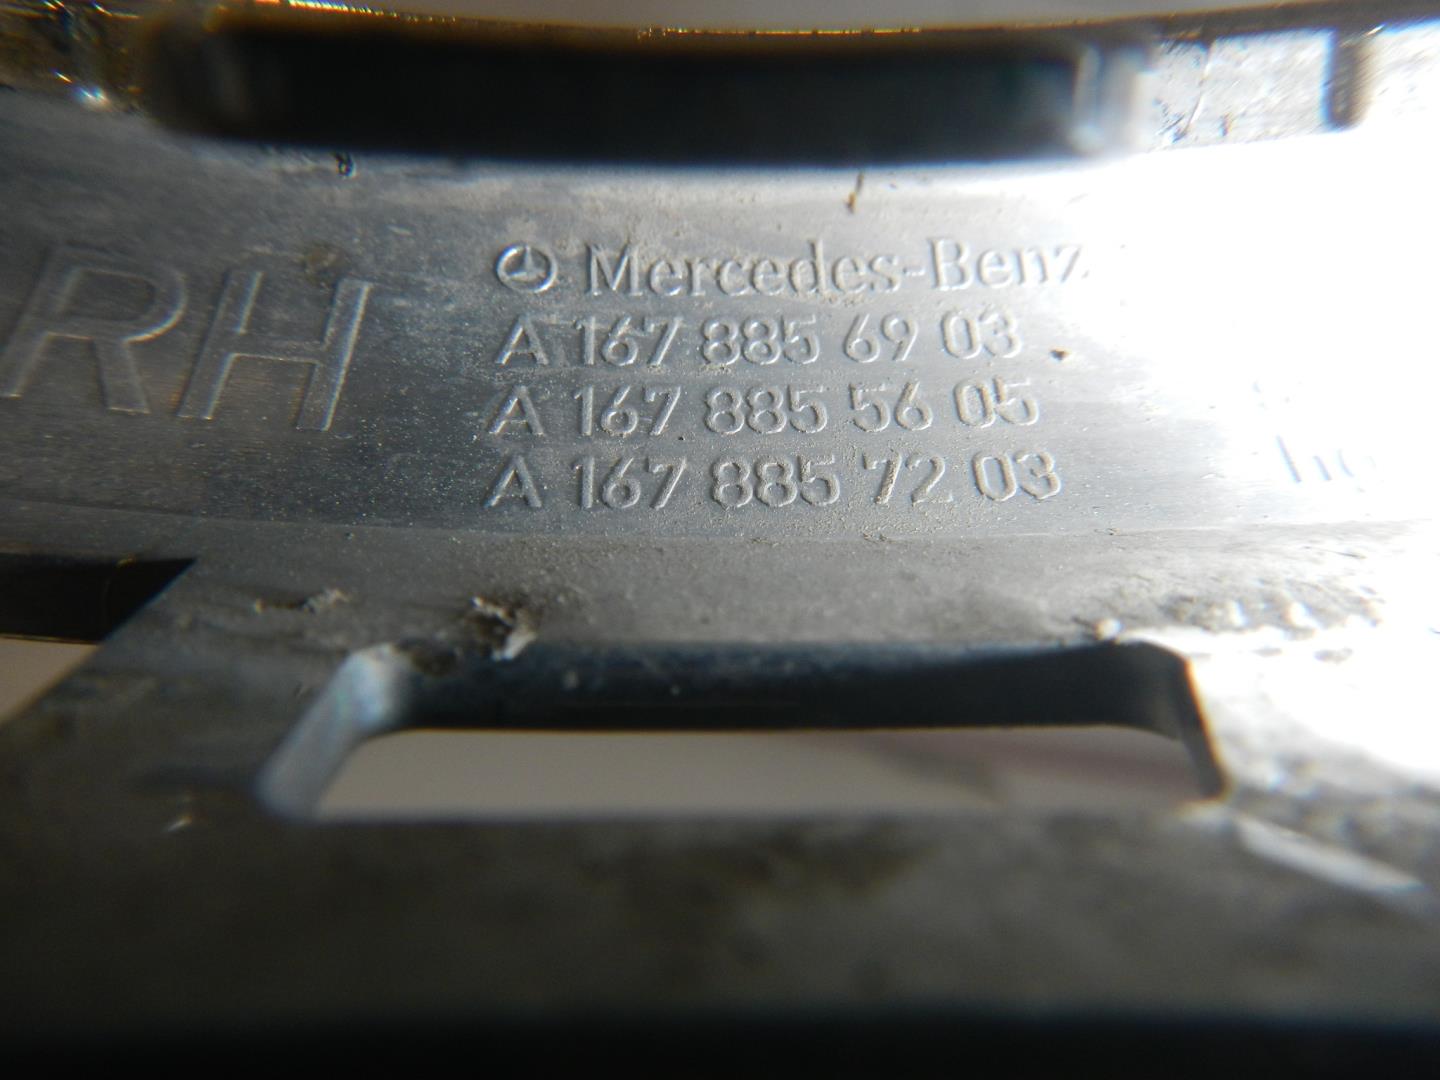 RH
Mercedes-Benz
A 167 885 69 03
A 167 885 56 05
A 167 885 72 03